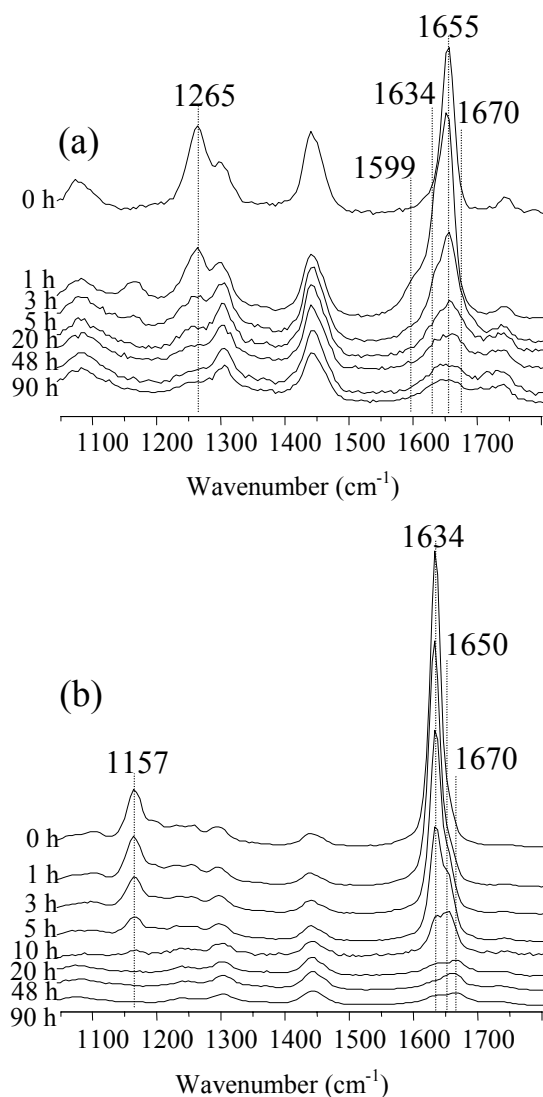 1655
1265
1634
1670
(a)
1599
0 h
1 h
3 h
5 h
20 h
48 h
90 h
1100 1200 1300 1400 1500 1600 1700
Wavenumber (cm-1)
1634
1650
(b)
1670
1157
0 h
1 h
3 h
5 h
10 h
20 h
48 h
90 h
1100 1200 1300 1400 1500 1600 1700
Wavenumber (cm-1)